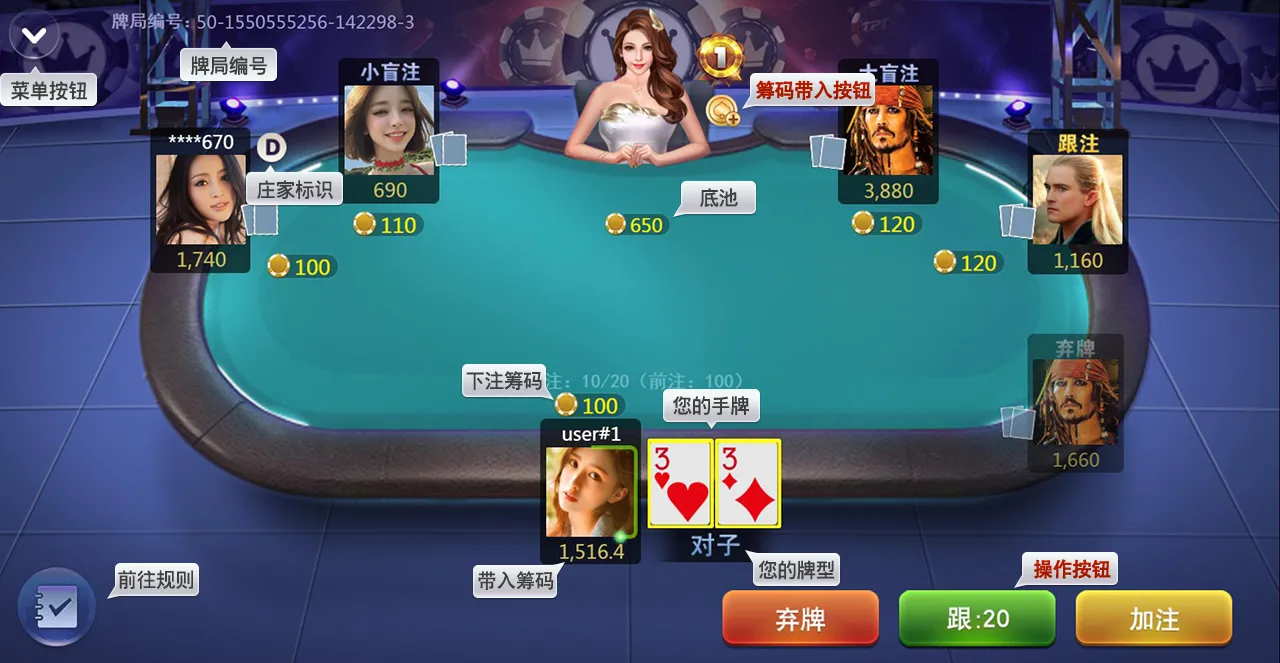 牌局编号：50-1550555256-142298-3
牌局编号
菜单按钮
小盲注
690
110
****670
D
庄家标识
1,740
100
1
筹码带入按钮
大盲注
3,880
120
跟注
1,160
120
底池
650
弃牌
1,660
下注筹码
注：10/20（前注：100）
100
您的手牌
user#1
3
3
对子
1,516.4
带入筹码
您的牌型
前往规则
操作按钮
弃牌
跟:20
加注